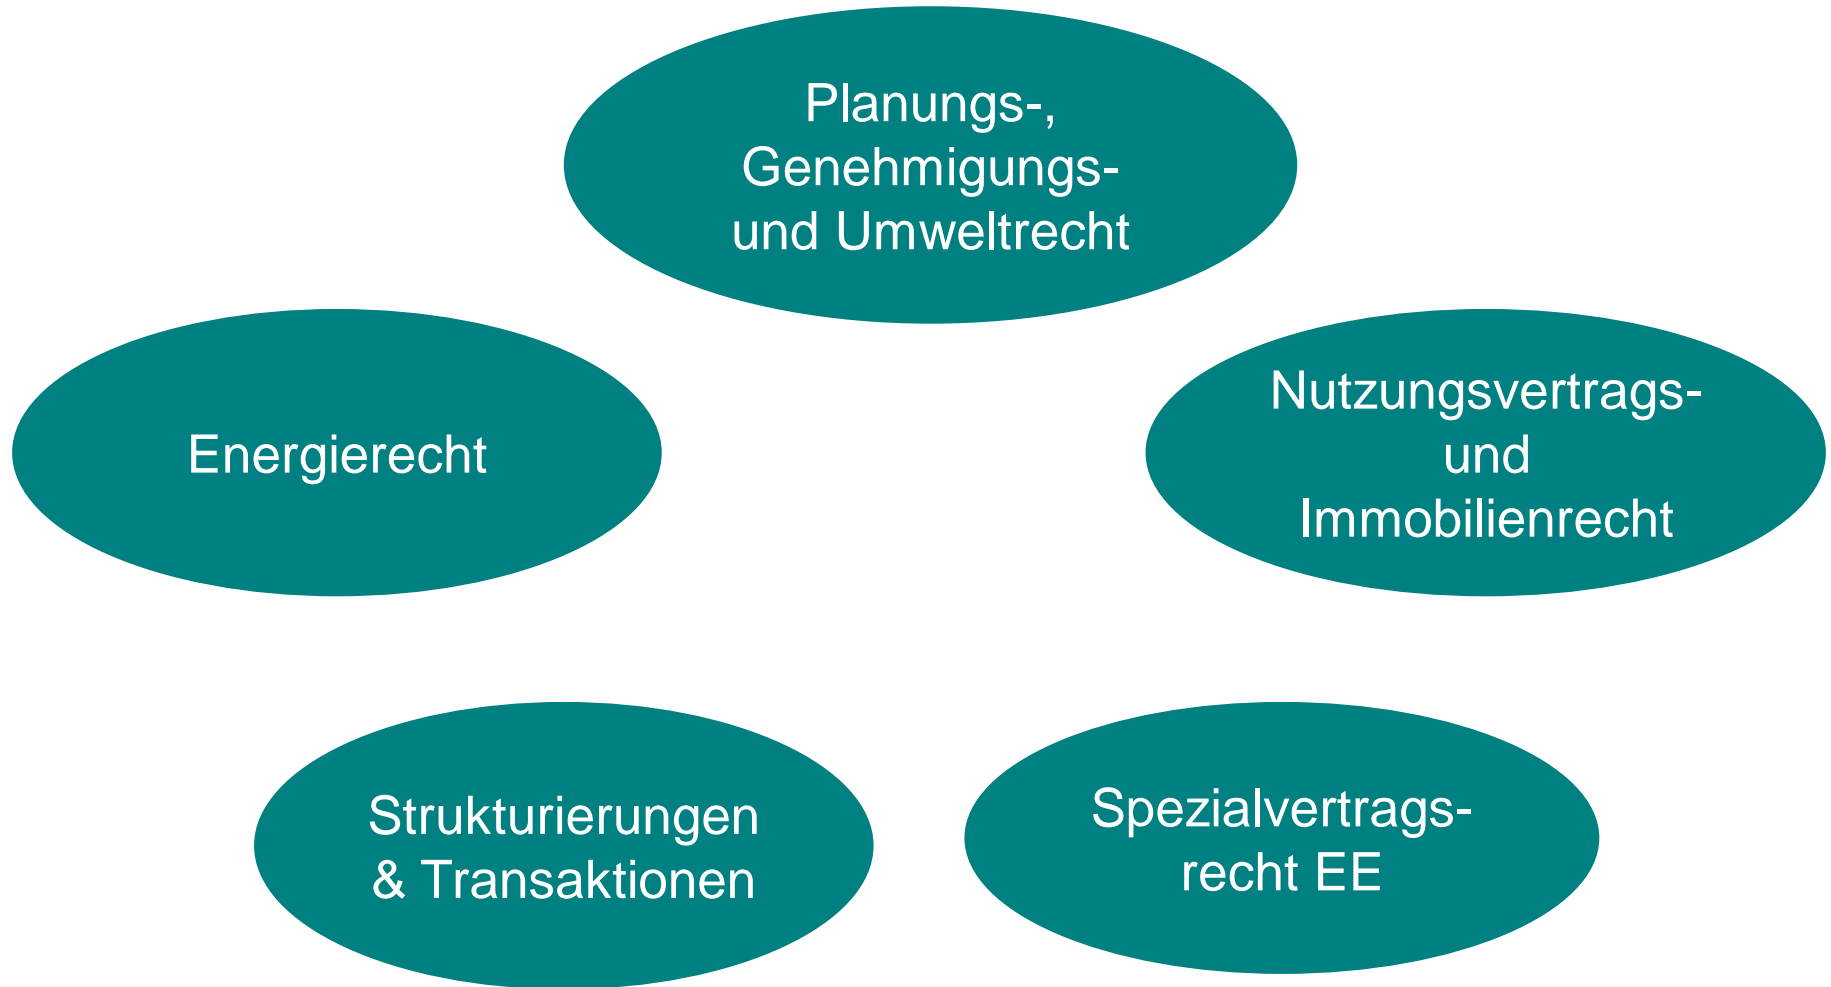 Planungs-,
Genehmigungs-
und Umweltrecht
Energierecht
Nutzungsvertrags-
und
Immobilienrecht
Strukturierungen
& Transaktionen
Spezialvertrags-
recht EE